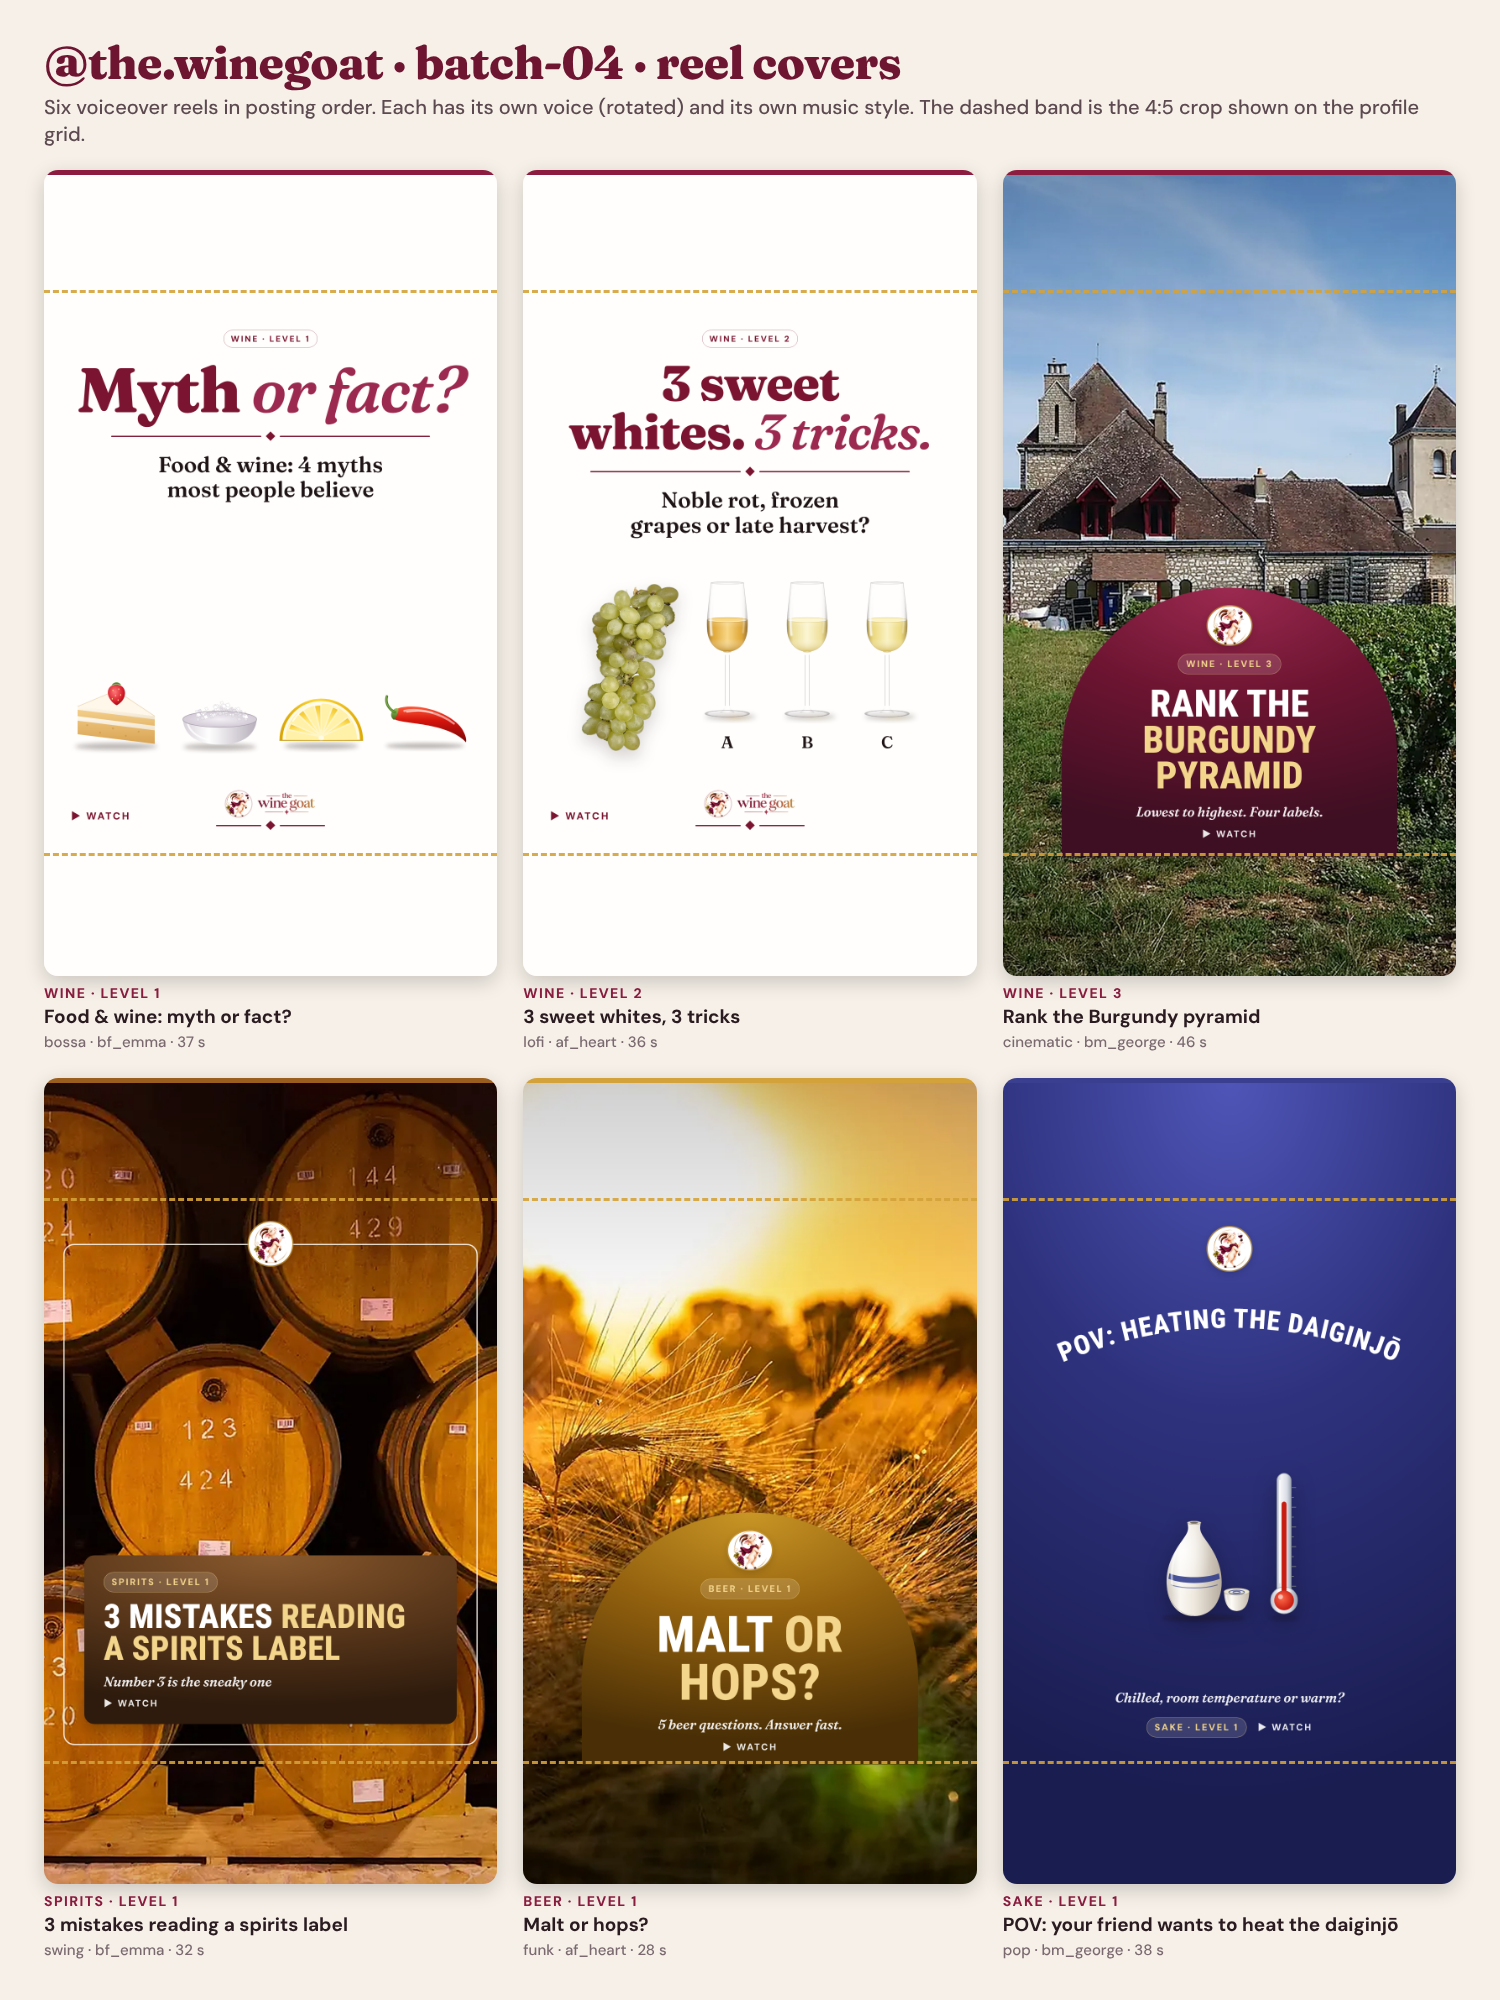 @the.winegoat · batch-04 · reel covers
Six voiceover reels in posting order. Each has its own voice (rotated) and its own music style. The dashed band is the 4:5 crop shown on the profile
grid.
WINE · LEVEL 1
Myth or fact?
Food & wine: 4 myths
most people believe
▶ WATCH
the
wine goat
WINE · LEVEL 1
Food & wine: myth or fact?
bossa · bf_emma · 37 s
WINE · LEVEL 2
3 sweet
whites. 3 tricks.
Noble rot, frozen
grapes or late harvest?
A B C
▶ WATCH
the
wine goat
WINE · LEVEL 2
3 sweet whites, 3 tricks
lofi · af_heart · 36 s
WINE · LEVEL 3
RANK THE
BURGUNDY
PYRAMID
Lowest to highest. Four labels.
▶ WATCH
WINE · LEVEL 3
Rank the Burgundy pyramid
cinematic · bm_george · 46 s
20
144
24
429
123
424
3
20
SPIRITS · LEVEL 1
3 MISTAKES READING
A SPIRITS LABEL
Number 3 is the sneaky one
▶ WATCH
SPIRITS · LEVEL 1
3 mistakes reading a spirits label
swing · bf_emma · 32 s
BEER · LEVEL 1
MALT OR
HOPS?
5 beer questions. Answer fast.
▶ WATCH
BEER · LEVEL 1
Malt or hops?
funk · af_heart · 28 s
POV: HEATING THE DAIGINJŌ
Chilled, room temperature or warm?
SAKE · LEVEL 1 ▶ WATCH
SAKE · LEVEL 1
POV: your friend wants to heat the daiginjō
pop · bm_george · 38 s